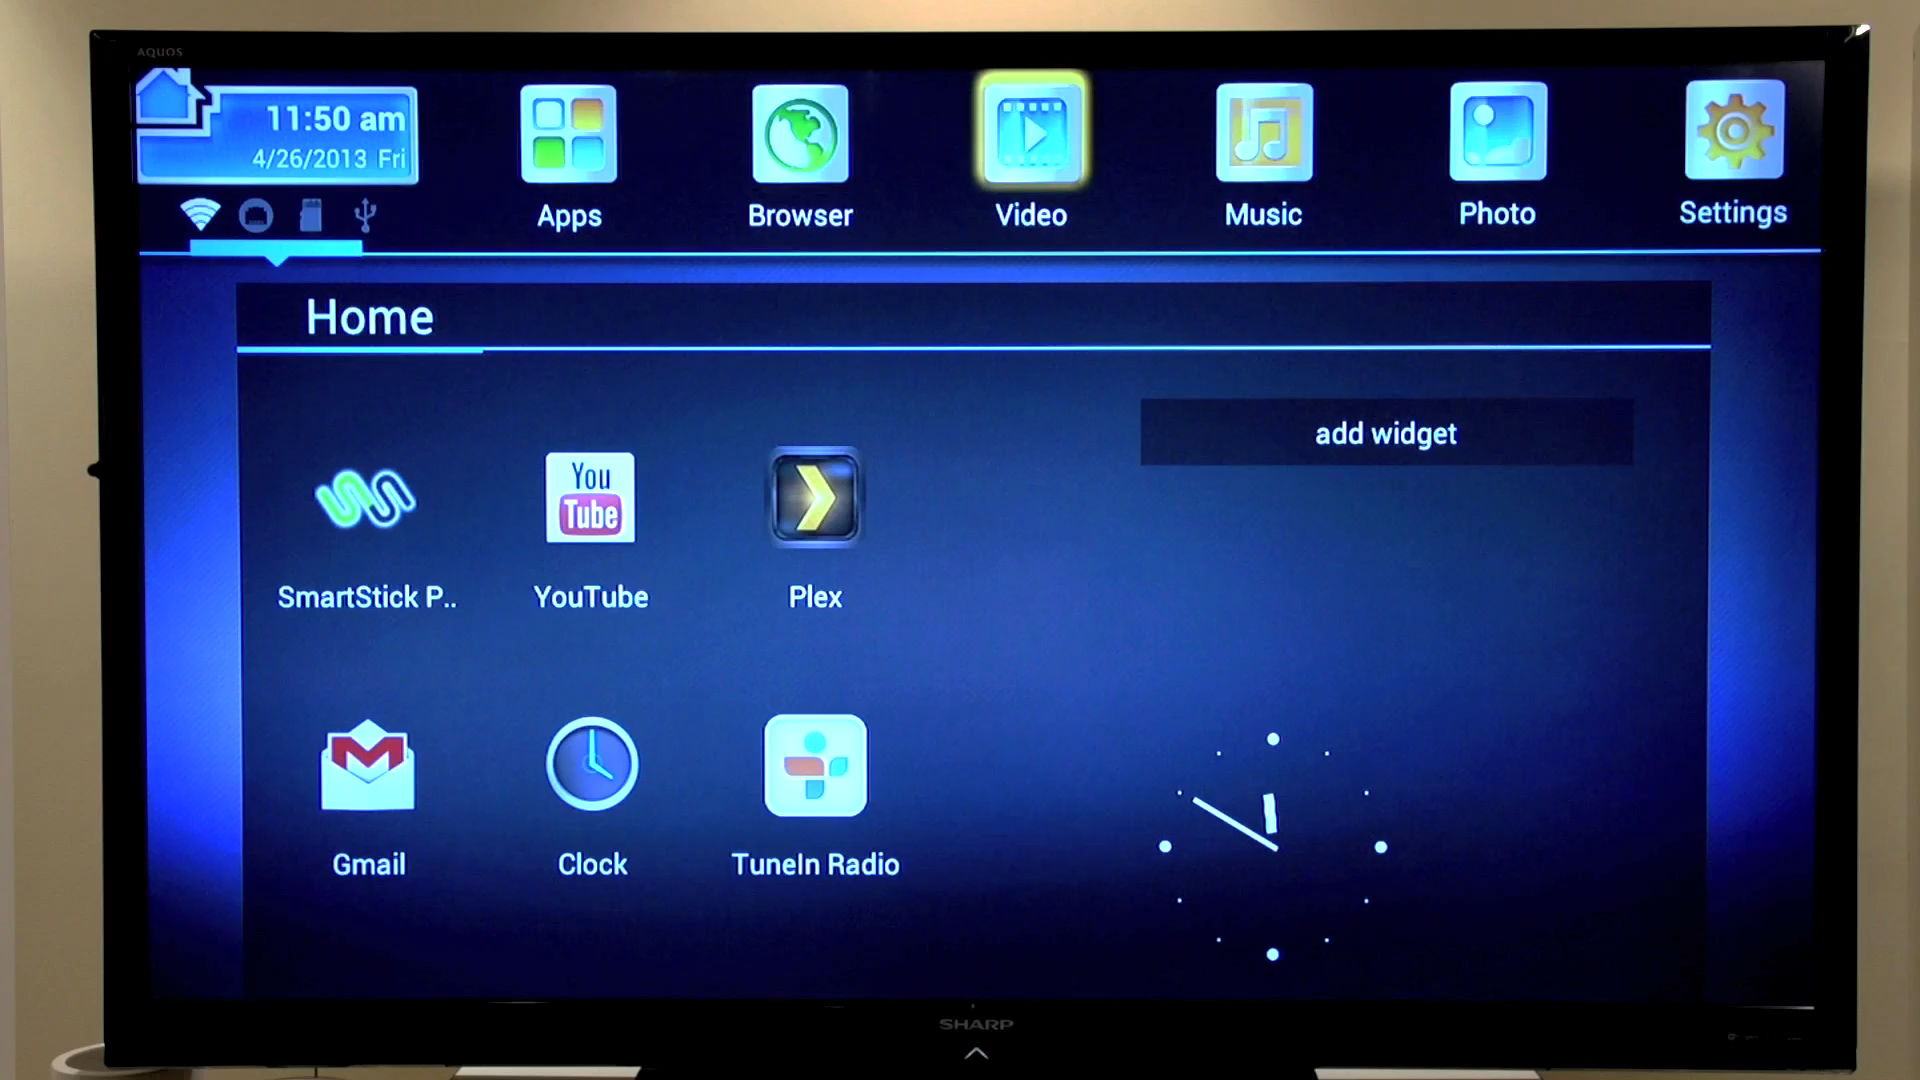 AQUOS
11:50 am
4/26/2013 Fri
Apps
Browser
Video
Music
Photo
Settings
Home
add widget
You
Tube
SmartStick P..
YouTube
Plex
Gmail
Clock
TuneIn Radio
SHARP